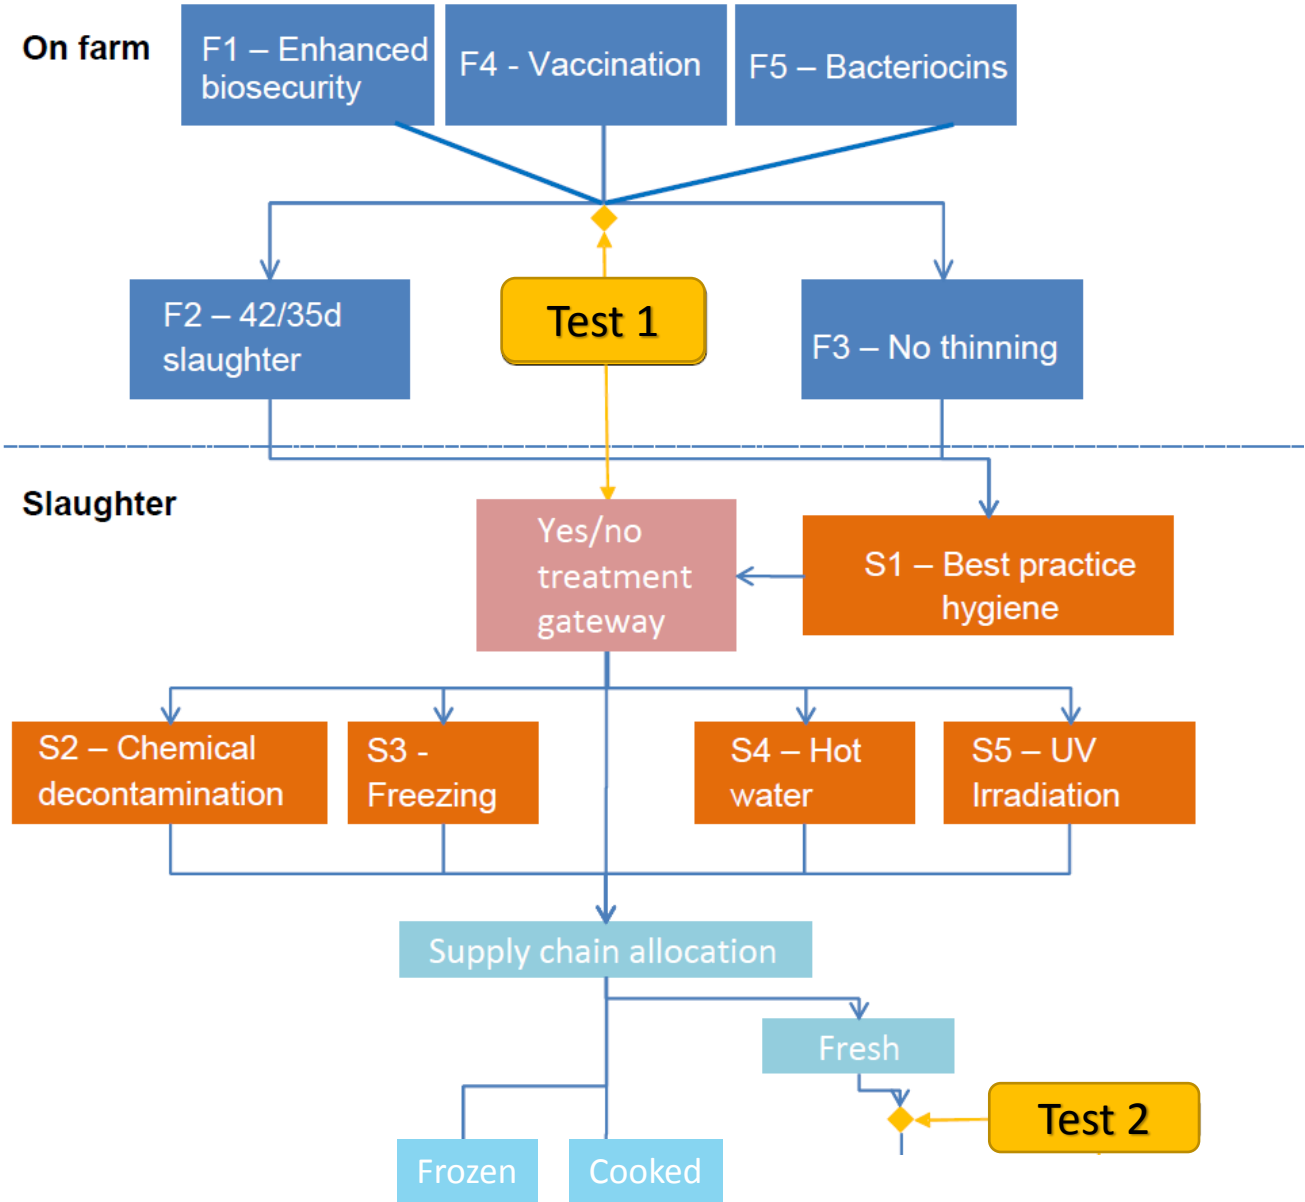 On farm
F1 – Enhanced
biosecurity
F4 - Vaccination
F5 – Bacteriocins
F2 – 42/35d
slaughter
Test 1
F3 – No thinning
Slaughter
Yes/no
treatment
gateway
S1 – Best practice
hygiene
S2 – Chemical
decontamination
S3 -
Freezing
S4 – Hot
water
S5 – UV
Irradiation
Supply chain allocation
Fresh
Test 2
Frozen
Cooked